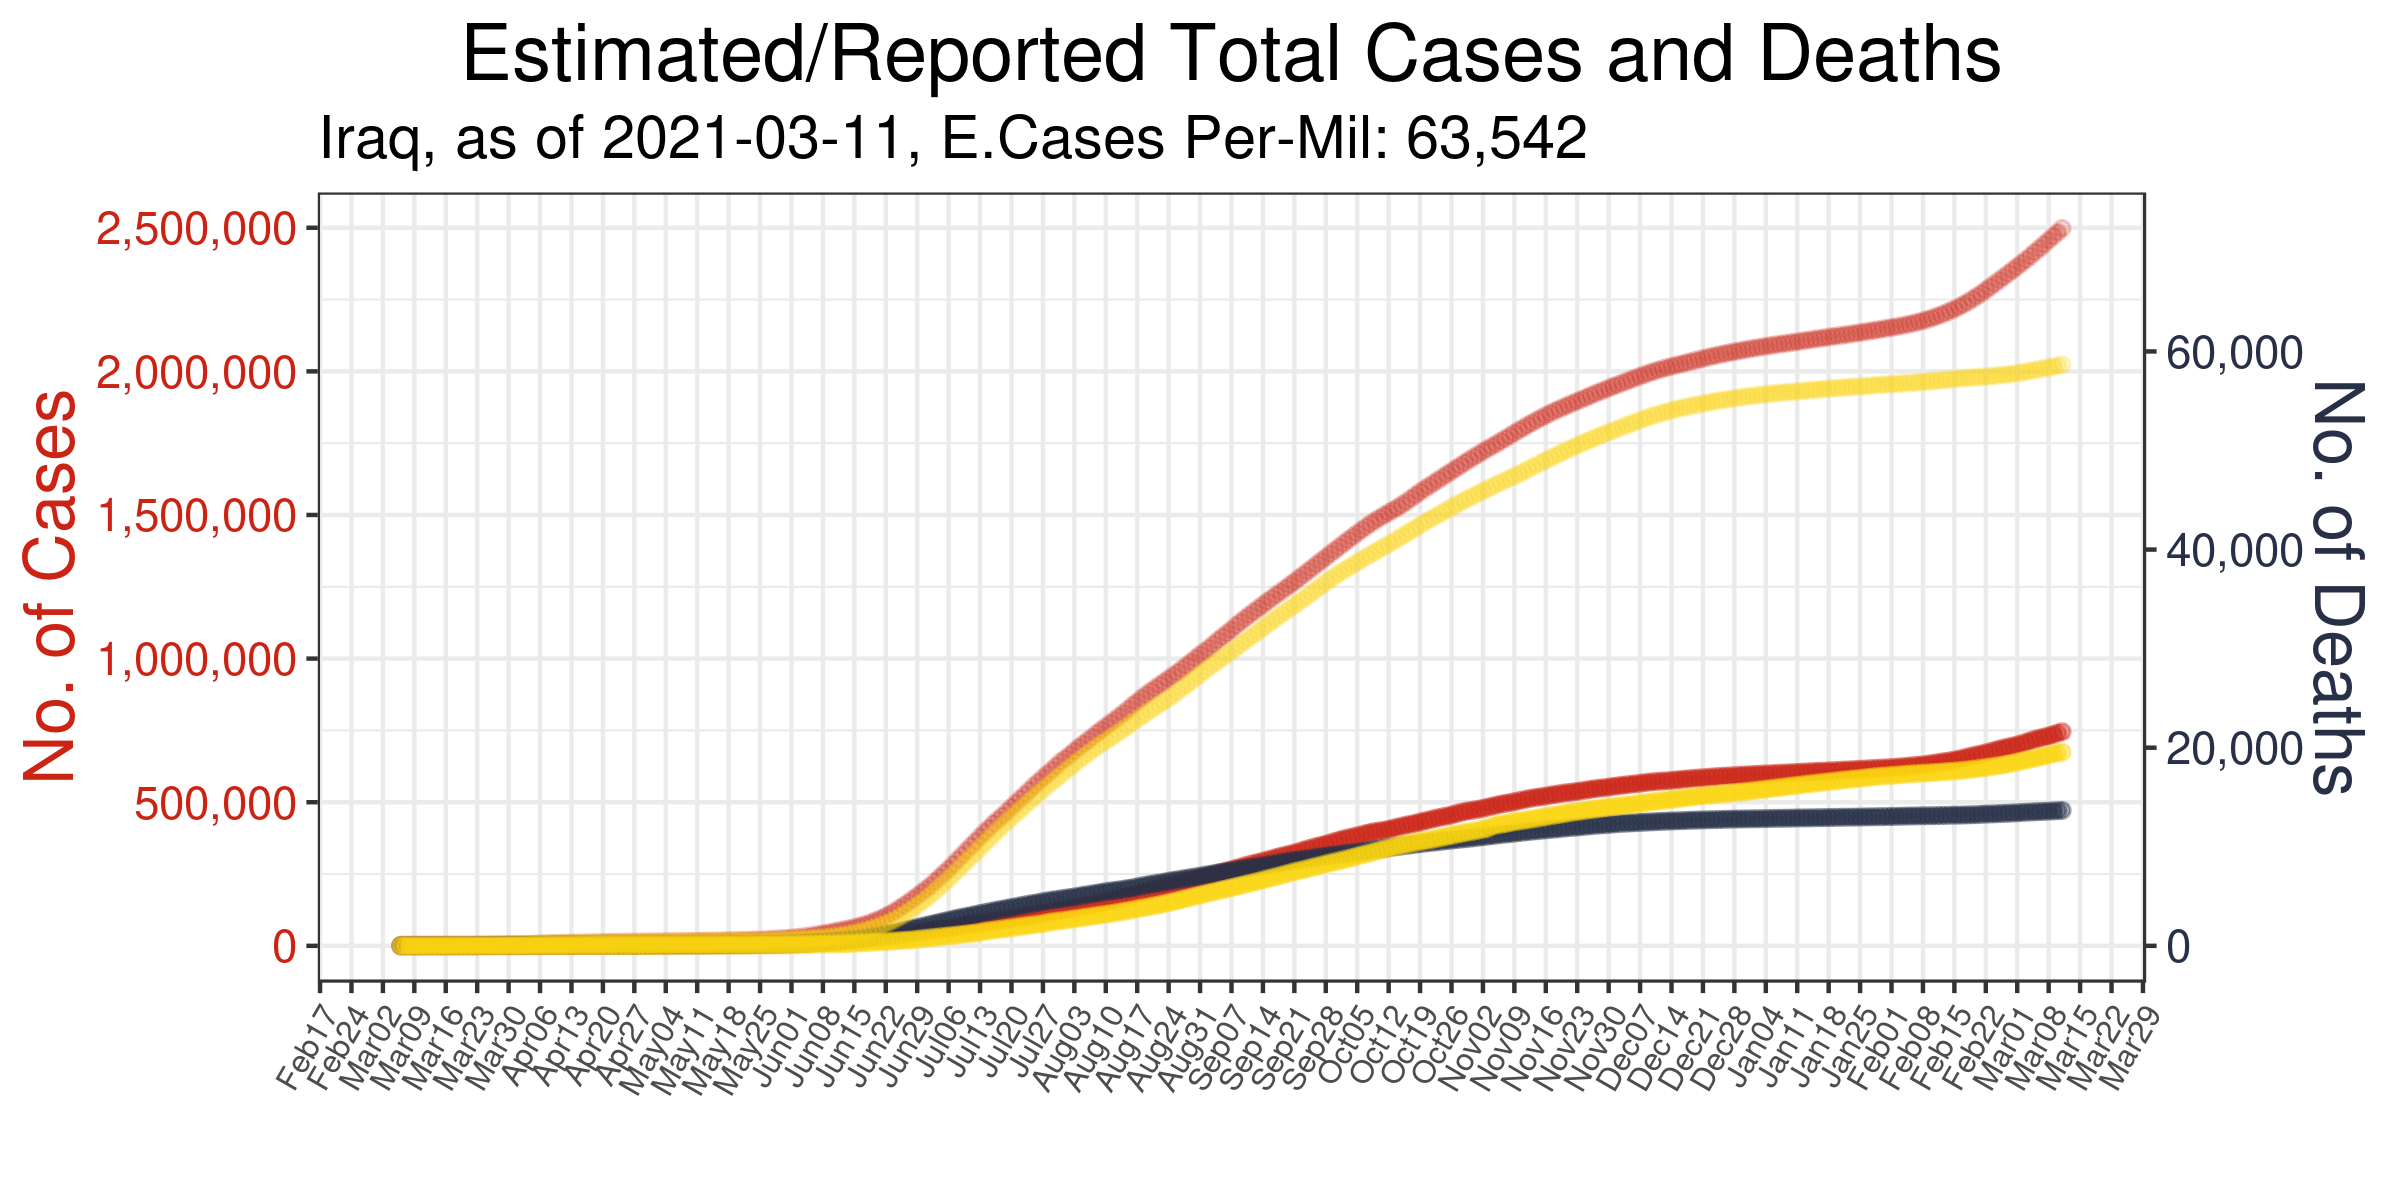 Estimated/Reported Total Cases and Deaths
Iraq, as of 2021-03-11, E.Cases Per-Mil: 63,542
No. of Cases
2,500,000
2,000,000
1,500,000
1,000,000
500,000
0
60,000
40,000
20,000
0
No. of Deaths
Feb17
Feb24
Mar02
Mar09
Mar16
Mar23
Mar30
Apr06
Apr13
Apr20
Apr27
May04
May11
May18
May25
Jun01
Jun08
Jun15
Jun22
Jun29
Jul06
Jul13
Jul20
Jul27
Aug03
Aug10
Aug17
Aug24
Aug31
Sep07
Sep14
Sep21
Sep28
Oct05
Oct12
Oct19
Oct26
Nov02
Nov09
Nov16
Nov23
Nov30
Dec07
Dec14
Dec21
Dec28
Jan04
Jan11
Jan18
Jan25
Feb01
Feb08
Feb15
Feb22
Mar01
Mar08
Mar15
Mar22
Mar29